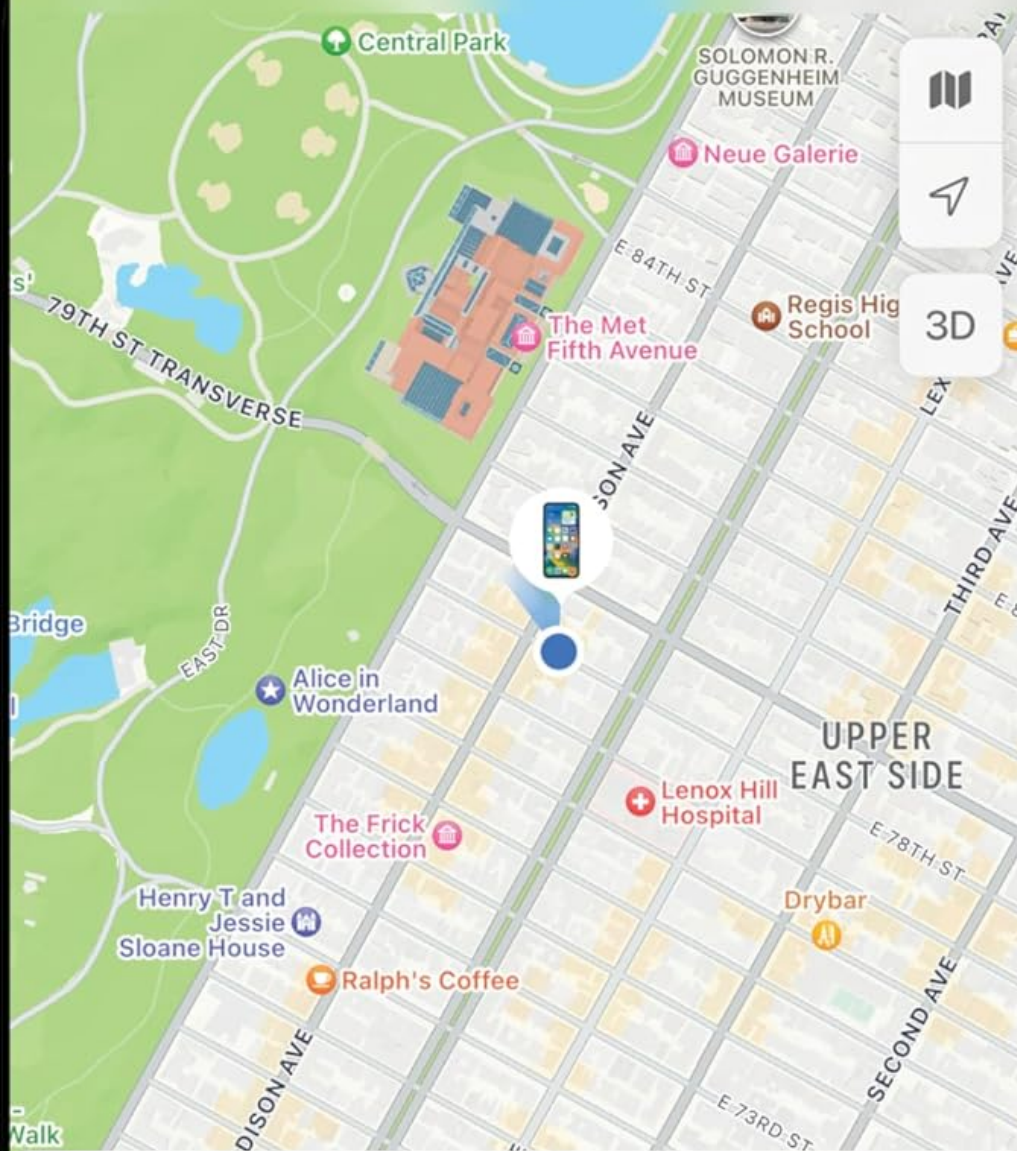 Central Park
SOLOMON R.
GUGGENHEIM
MUSEUM
Neue Galerie
E 84TH ST
s'
79TH ST TRANSVERSE
Regis Hig
School
3D
The Met
Fifth Avenue
LEX
SON AVE
THIRD AVE
Bridge
EAST DR
Alice in
Wonderland
UPPER
EAST SIDE
Lenox Hill
Hospital
The Frick
Collection
E 78TH ST
Henry T and
Jessie
Sloane House
Drybar
Ralph's Coffee
SECOND AVE
DISON AVE
E 73RD ST
Walk